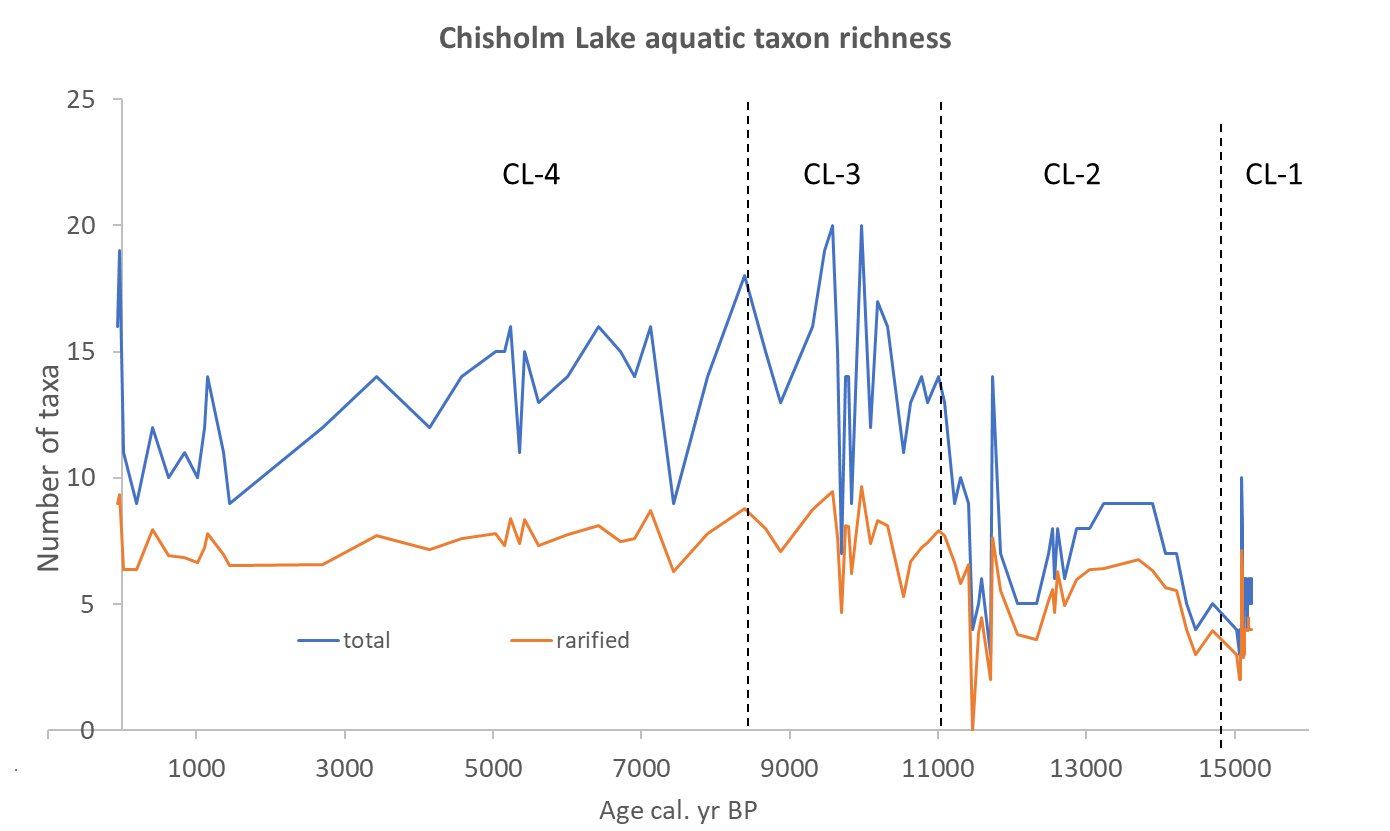 Chisholm Lake aquatic taxon richness
25
20
15
10
5
0
Number of taxa
CL-4
CL-3
CL-2
CL-1
total
rarified
1000
3000
5000
7000
9000
11000
13000
15000
Age cal. yr BP